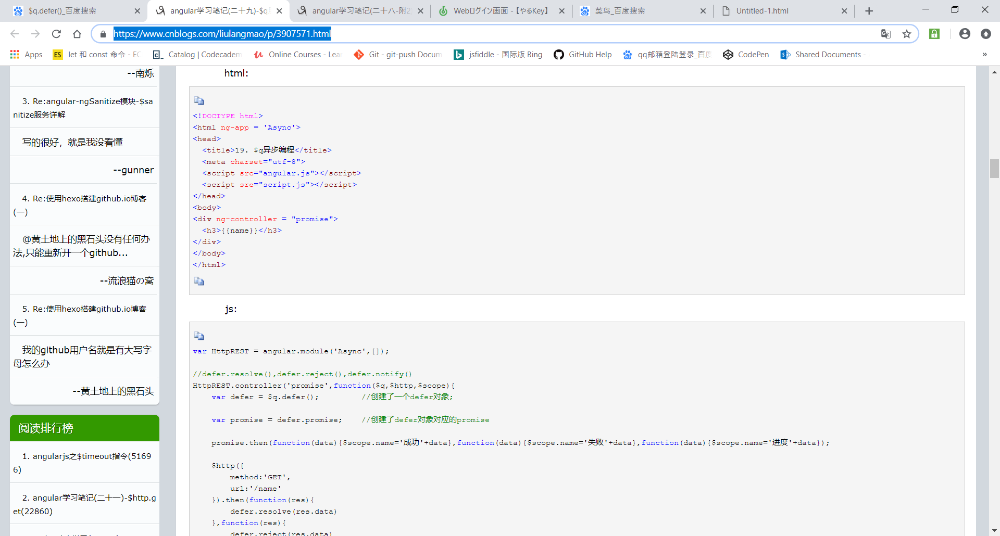 $q.defer()_百度搜索
angular学习笔记(二十九)-$q
angular学习笔记(二十八-附2
Webログイン画面 -【やるKey】
菜鸟_百度搜索
Untitled-1.html
https://www.cnblogs.com/liulangmao/p/3907571.html
Apps
ES
let 和 const 命令 - EC
Catalog | Codecadem
Online Courses - Lear
Git - git-push Docum
jsfiddle - 国际版 Bing
GitHub Help
qq邮箱登陆登录_百度
CodePen
Shared Documents -
»
--南烁
3. Re:angular-ngSanitize模块-$sa
nitize服务详解
写的很好，就是我没看懂
--gunner
4. Re:使用hexo搭建github.io博客
(一)
@黄土地上的黑石头没有任何办
法,只能重新开一个github...
--流浪猫の窝
5. Re:使用hexo搭建github.io博客
(一)
我的github用户名就是有大写字
母怎么办
--黄土地上的黑石头
阅读排行榜
1. angularjs之$timeout指令(5169
6)
2. angular学习笔记(二十一)-$http.g
et(22860)
html:
<!DOCTYPE html>
<html ng-app = 'Async'>
<head>
  <title>19. $q异步编程</title>
  <meta charset="utf-8">
  <script src="angular.js"></script>
  <script src="script.js"></script>
</head>
<body>
<div ng-controller = "promise">
  <h3>{{name}}</h3>
</div>
</body>
</html>
js:
var HttpREST = angular.module('Async',[]);
//defer.resolve(),defer.reject(),defer.notify()
HttpREST.controller('promise',function($q,$http,$scope){
    var defer = $q.defer();         //创建了一个defer对象;
    var promise = defer.promise;    //创建了defer对象对应的promise
    promise.then(function(data){$scope.name='成功'+data},function(data){$scope.name='失败'+data},function(data){$scope.name='进度'+data});
    $http({
        method:'GET',
        url:'/name'
    }).then(function(res){
        defer.resolve(res.data)
    },function(res){
        defer.reject(res.data)